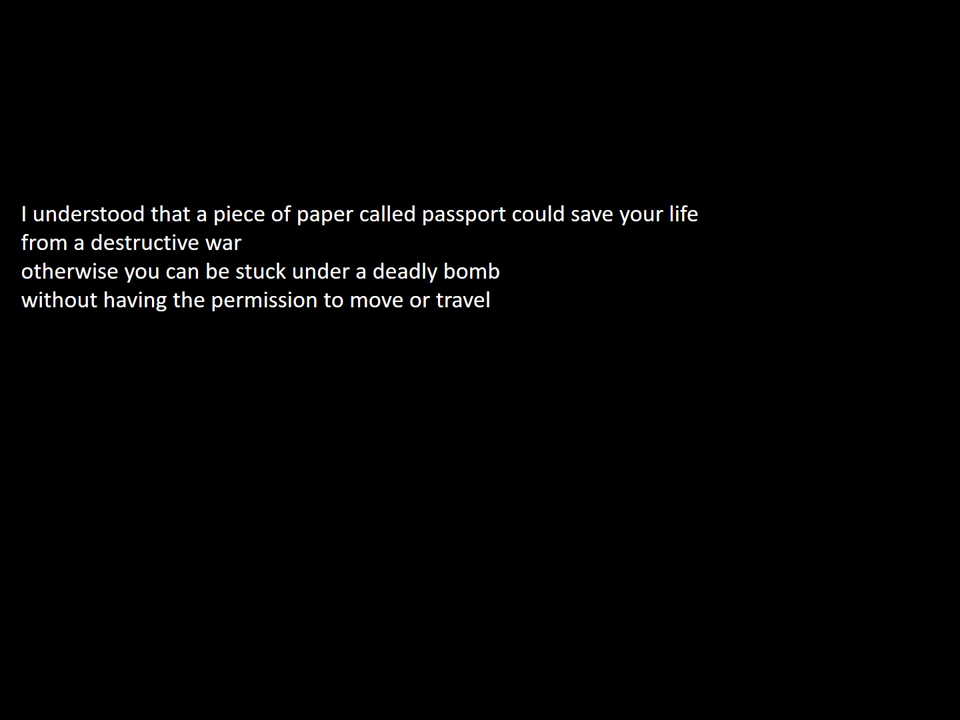 I understood that a piece of paper called passport could save your life
from a destructive war
otherwise you can be stuck under a deadly bomb
without having the permission to move or travel